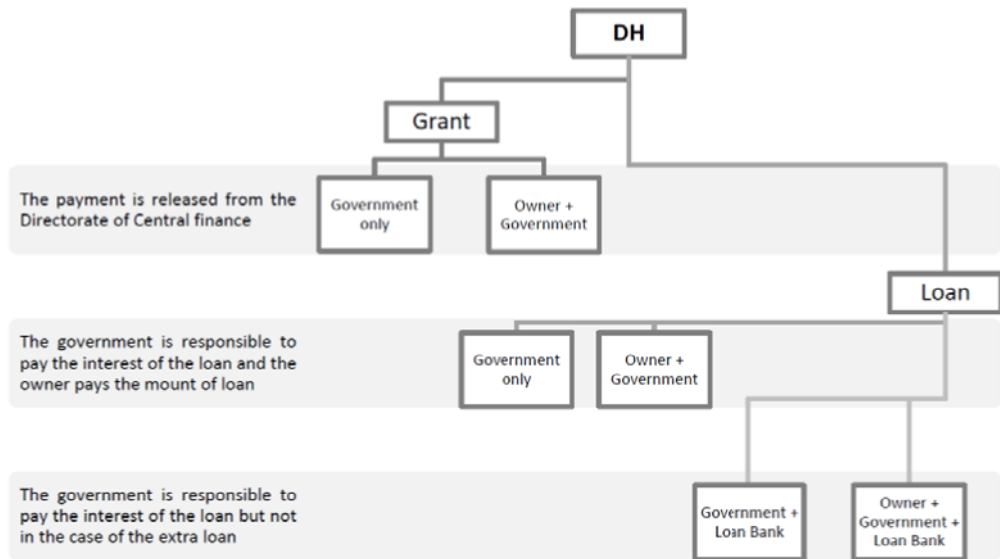 DH
Grant
The payment is released from the
Directorate of Central finance
Government
only
Owner +
Government
Loan
The government is responsible to
pay the interest of the loan and the
owner pays the mount of loan
Government
only
Owner +
Government
The government is responsible to
pay the interest of the loan but not
in the case of the extra loan
Government +
Loan Bank
Owner +
Government +
Loan Bank